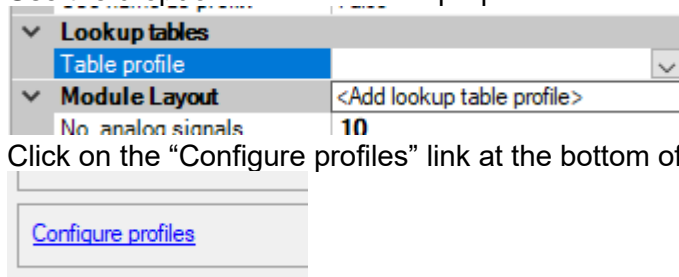 Lookup tables
Table profile
Module Layout <Add lookup table profile>
No. analog signals 10
Click on the “Configure profiles” link at the bottom of
Configure profiles